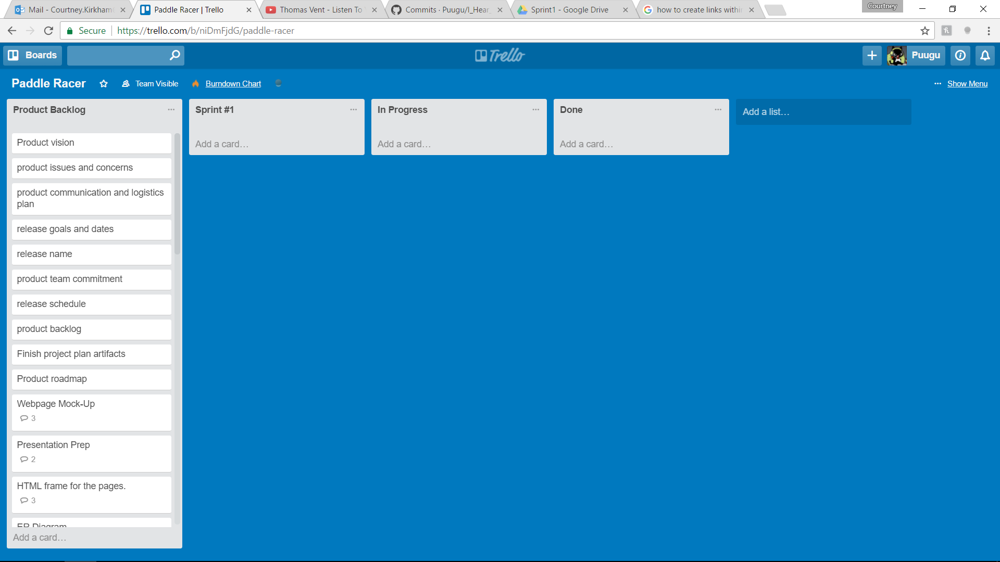 Mail - Courtney.Kirkham
Paddle Racer | Trello
Thomas Vent - Listen To
Commits · Puugu/I_Hear_
Sprint1 - Google Drive
how to create links withi
Courtney
Secure
https://trello.com/b/niDmFjdG/paddle-racer
Boards
Trello
Puugu
Paddle Racer
Team Visible
Burndown Chart
... Show Menu
Product Backlog
Product vision
product issues and concerns
product communication and logistics
plan
release goals and dates
release name
product team commitment
release schedule
product backlog
Finish project plan artifacts
Product roadmap
Webpage Mock-Up
3
Presentation Prep
2
HTML frame for the pages.
3
ER Diagram
Add a card…
Sprint #1
Add a card…
In Progress
Add a card…
Done
Add a card…
Add a list…